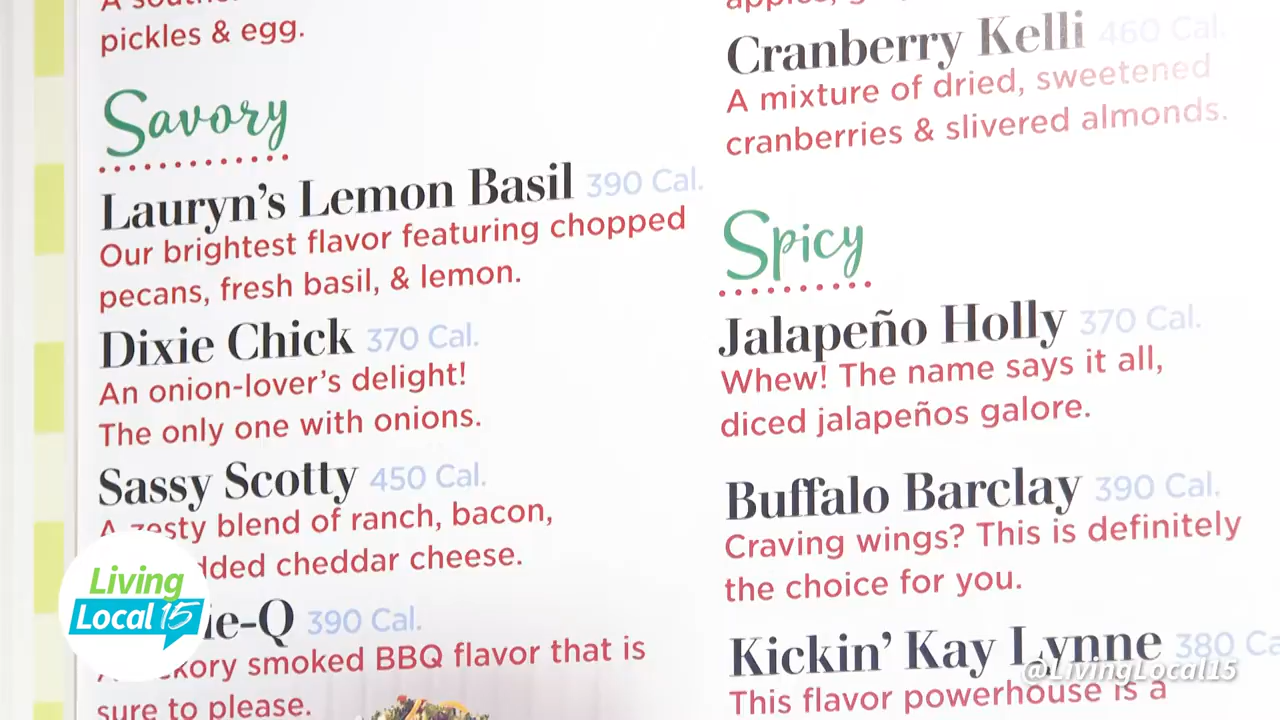 pickles & egg.
Savory
Lauryn's Lemon Basil 390 Cal.
Our brightest flavor featuring chopped
pecans, fresh basil, & lemon.
Dixie Chick 370 Cal.
An onion-lover's delight!
The only one with onions.
Sassy Scotty 450 Cal.
A zesty blend of ranch, bacon,
cheddar cheese.
390 Cal.
smoked BBQ flavor that is
sure to please.
Cranberry Kelli 460 Cal.
A mixture of dried, sweetened
cranberries & slivered almonds.
Spicy
Jalapeño Holly 370 Cal.
Whew! The name says it all,
diced jalapeños galore.
Buffalo Barclay 390 Cal.
Craving wings? This is definitely
the choice for you.
Kickin' Kay Lynne 380
This flavor powerhouse is a
Living
Local 15
@LivingLocal15